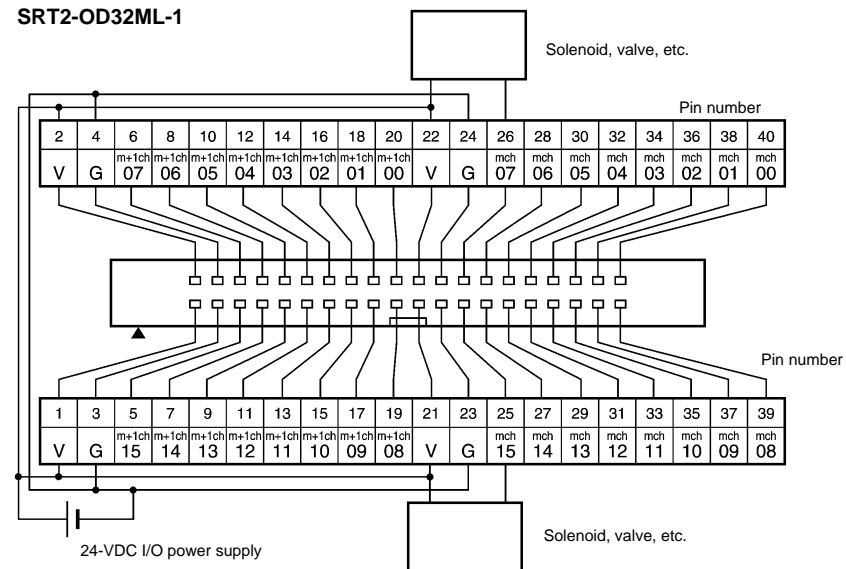 SRT2-OD32ML-1
Solenoid, valve, etc.
Pin number
2 4 6 8 10 12 14 16 18 20 22 24 26 28 30 32 34 36 38 40
V G m+1ch 07 m+1ch 06 m+1ch 05 m+1ch 04 m+1ch 03 m+1ch 02 m+1ch 01 m+1ch 00 V G mch 07 mch 06 mch 05 mch 04 mch 03 mch 02 mch 01 mch 00
Pin number
1 3 5 7 9 11 13 15 17 19 21 23 25 27 29 31 33 35 37 39
V G m+1ch 15 m+1ch 14 m+1ch 13 m+1ch 12 m+1ch 11 m+1ch 10 m+1ch 09 m+1ch 08 V G mch 15 mch 14 mch 13 mch 12 mch 11 mch 10 mch 09 mch 08
Solenoid, valve, etc.
24-VDC I/O power supply